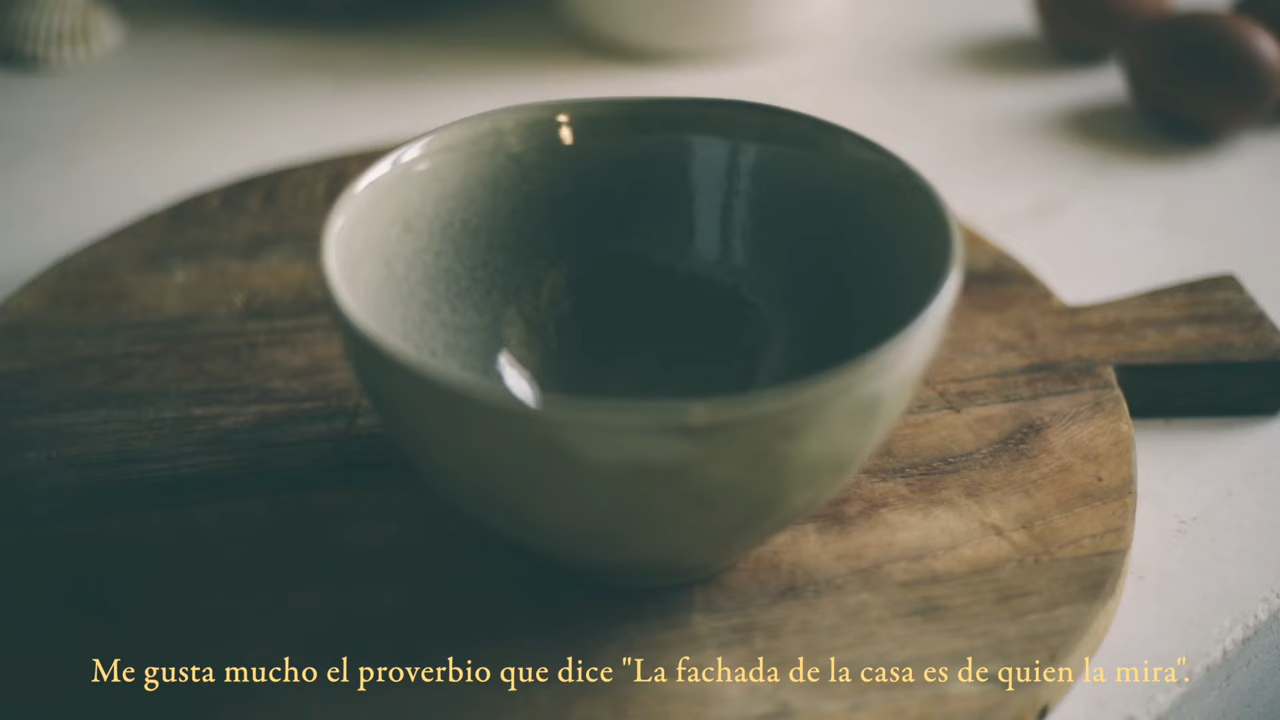 Me gusta mucho el proverbio que dice "La fachada de la casa es de quien la mira".